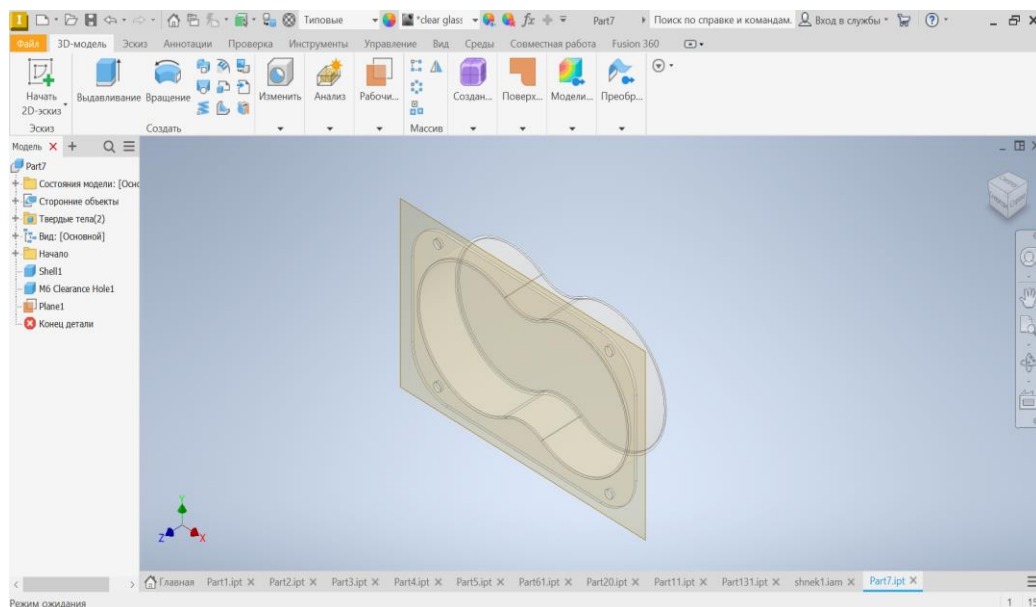 I Типовые *clear glass fx Part7 Поиск по справке и командам. Вход в службы ?
Файл 3D-модель Эскиз Аннотации Проверка Инструменты Управление Вид Среды Совместная работа Fusion 360
Начать 2D-эскиз
Выдавливание Вращение Изменить Анализ Рабочи... Создан... Поверх... Модели... Преобр...
Эскиз Создать Массив
Модель
Part7
Состояния модели: [Осно
Сторонние объекты
Твердые тела(2)
Вид: [Основной]
Начало
Shell1
M6 Clearance Hole1
Plane1
Конец детали
Y
Z X
Главная Part1.ipt Part2.ipt Part3.ipt Part4.ipt Part5.ipt Part61.ipt Part20.ipt Part11.ipt Part131.ipt shnek1.iam Part7.ipt
Режим ожидания 1 15